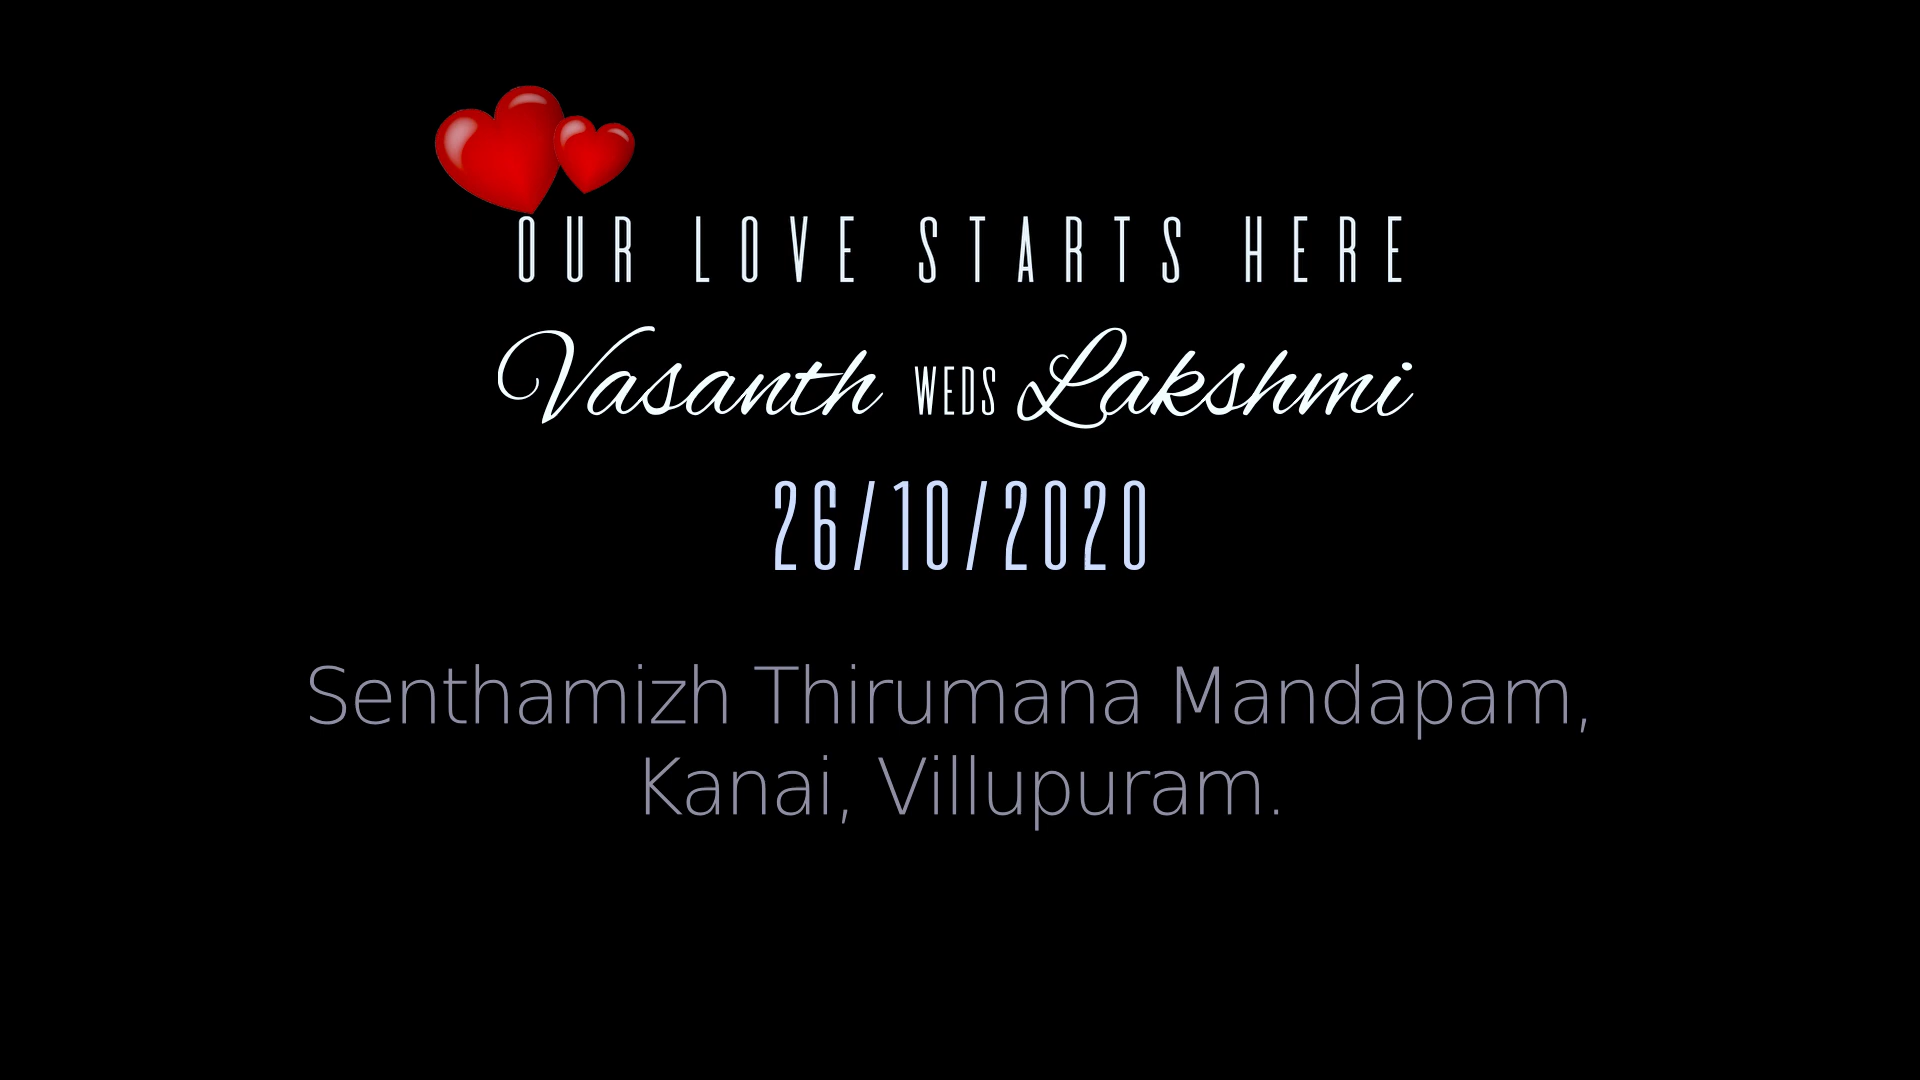 OUR LOVE STARTS HERE
Vasanth WEDS Lakshmi
26/10/2020
Senthamizh Thirumana Mandapam,
Kanai, Villupuram.